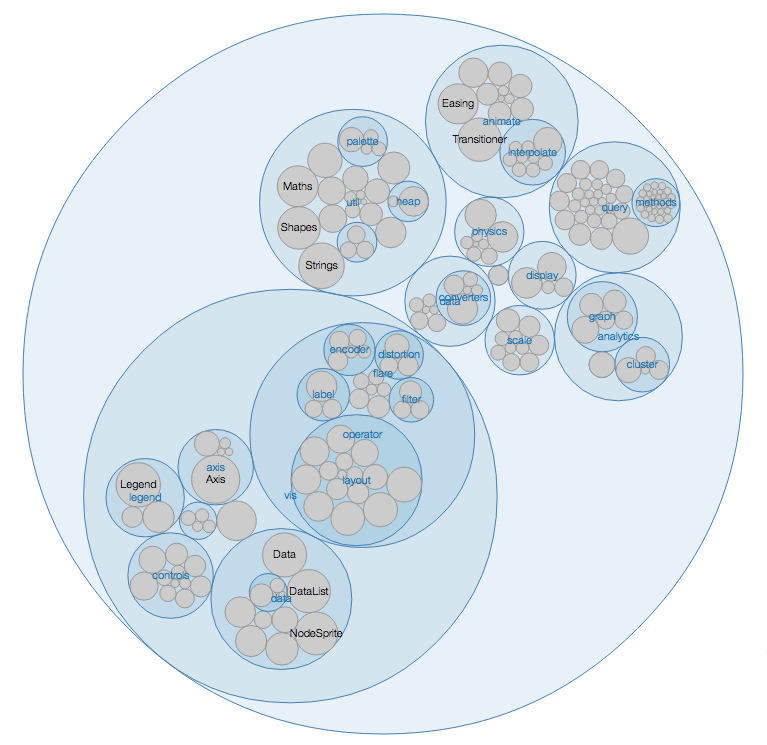 Easing
animate
Transitioner
interpolate
palette
Maths
util
heap
Shapes
Strings
query
methods
physics
display
data
converters
graph
analytics
scale
cluster
encoder
distortion
flare
label
filter
operator
layout
vis
axis
Axis
Legend
legend
controls
Data
DataList
data
NodeSprite